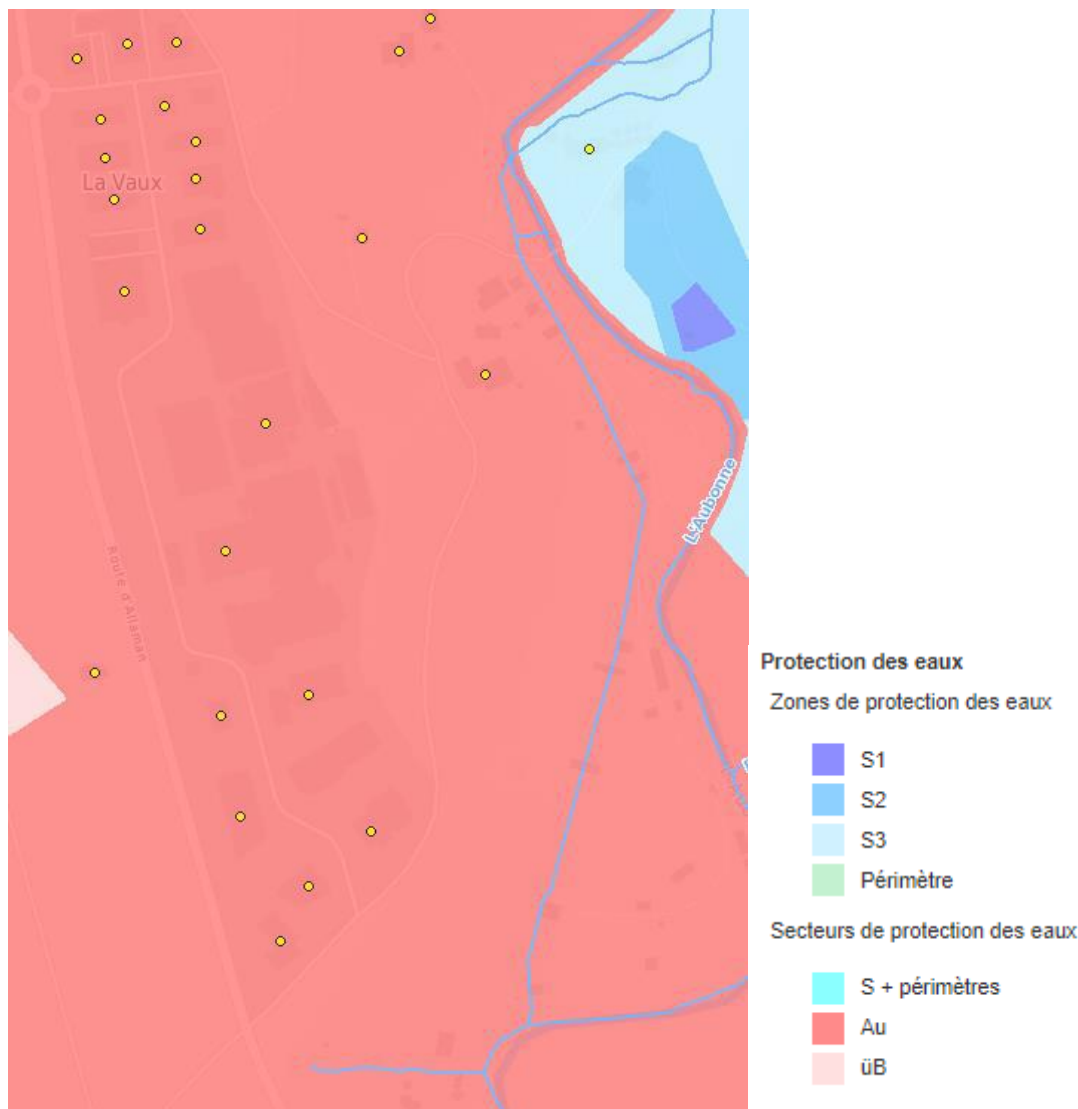 La Vaux
Route d'Allaman
L'Aubonne
Protection des eaux
Zones de protection des eaux
S1
S2
S3
Périmètre
Secteurs de protection des eaux
S + périmètres
Au
üB